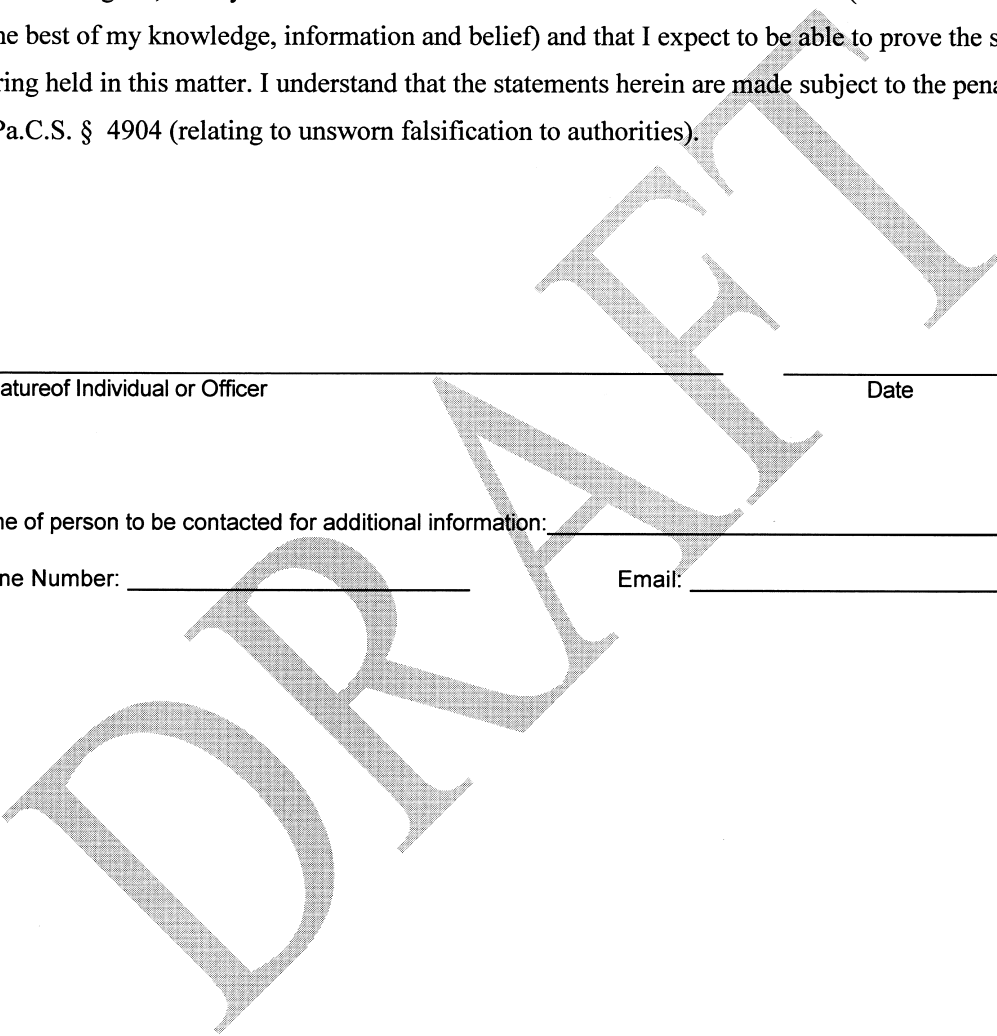 he best of my knowledge, information and belief) and that I expect to be able to prove the s
ring held in this matter. I understand that the statements herein are made subject to the pena
Pa.C.S. § 4904 (relating to unsworn falsification to authorities).
atureof Individual or Officer
Date
ne of person to be contacted for additional information:
ne Number:
Email:
DRAFT